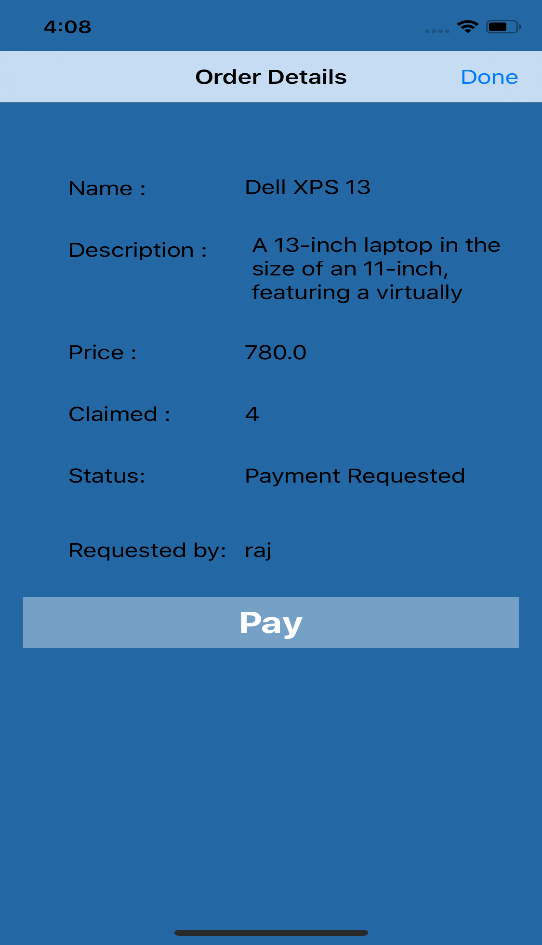 4:08
Order Details Done
Name : Dell XPS 13
Description : A 13-inch laptop in the
size of an 11-inch,
featuring a virtually
Price : 780.0
Claimed : 4
Status: Payment Requested
Requested by: raj
Pay